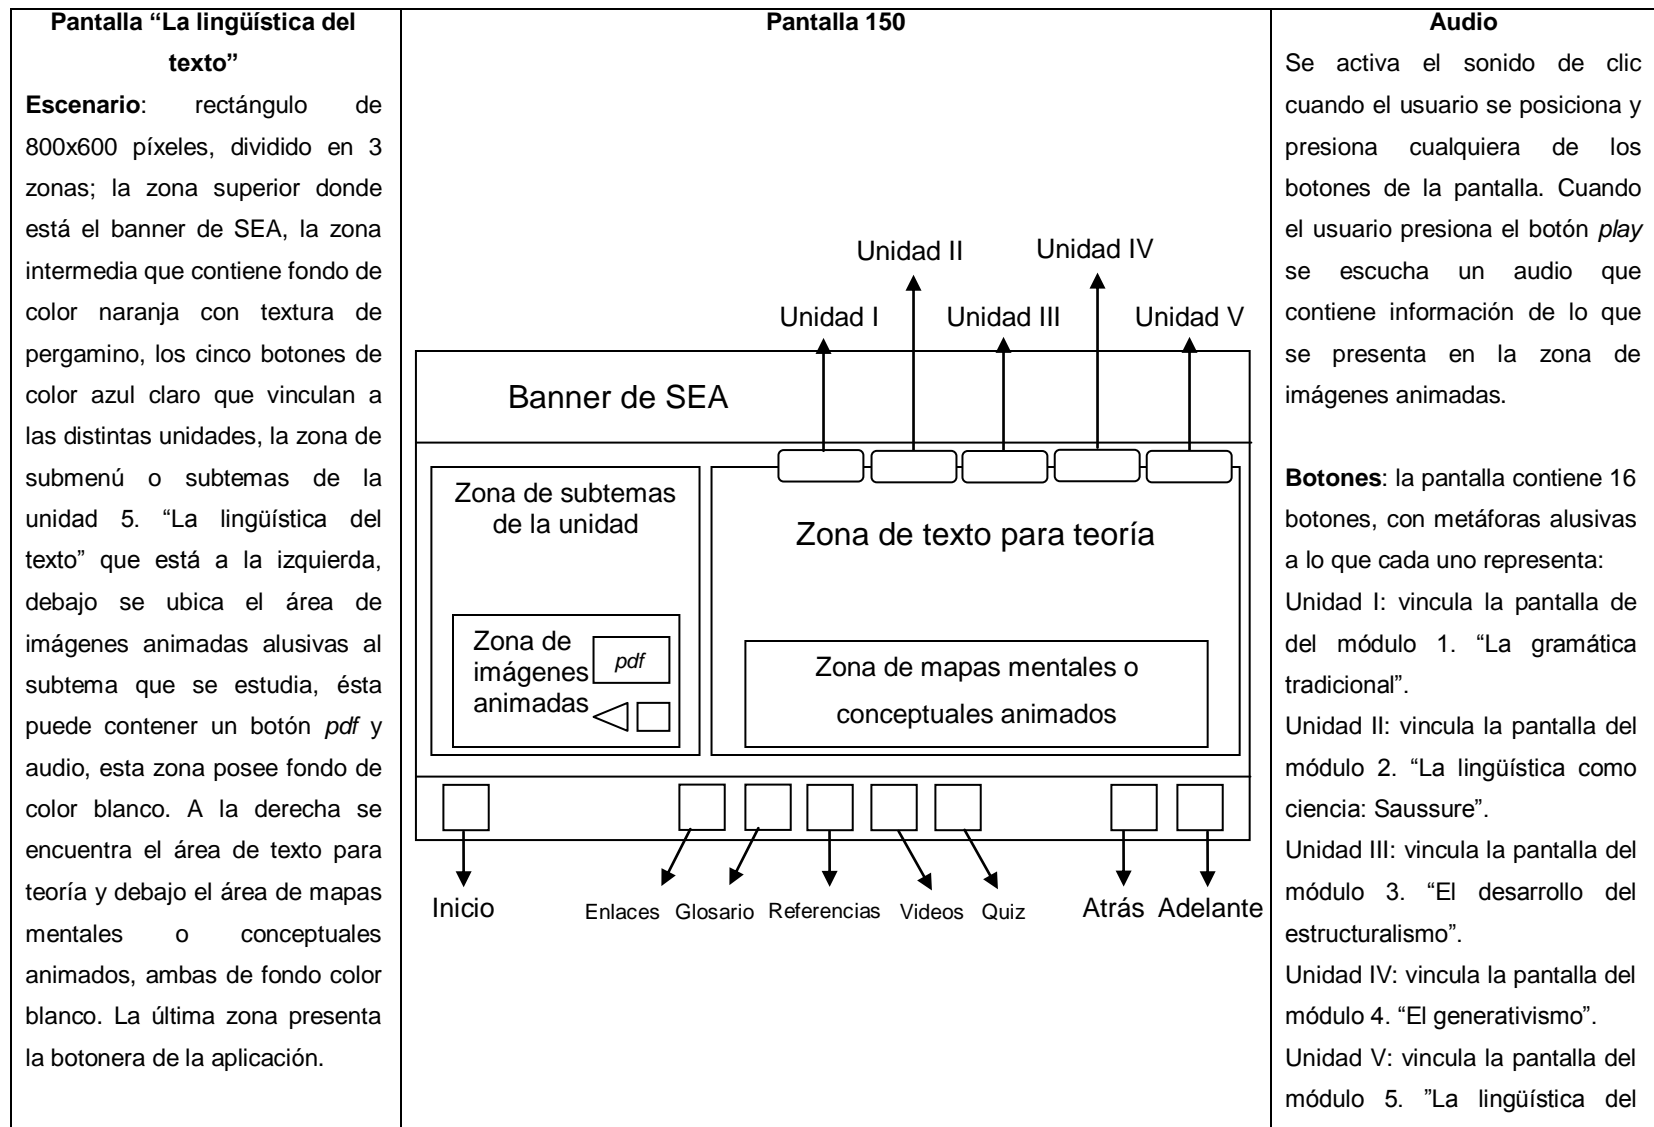 Pantalla “La lingüística del
texto”
Escenario: rectángulo de
800x600 píxeles, dividido en 3
zonas; la zona superior donde
está el banner de SEA, la zona
intermedia que contiene fondo de
color naranja con textura de
pergamino, los cinco botones de
color azul claro que vinculan a
las distintas unidades, la zona de
submenú o subtemas de la
unidad 5. “La lingüística del
texto” que está a la izquierda,
debajo se ubica el área de
imágenes animadas alusivas al
subtema que se estudia, ésta
puede contener un botón pdf y
audio, esta zona posee fondo de
color blanco. A la derecha se
encuentra el área de texto para
teoría y debajo el área de mapas
mentales o conceptuales
animados, ambas de fondo color
blanco. La última zona presenta
la botonera de la aplicación.
Pantalla 150
Unidad II
Unidad IV
Unidad I
Unidad III
Unidad V
Banner de SEA
Zona de subtemas
de la unidad
Zona de texto para teoría
Zona de
imágenes
animadas
pdf
Zona de mapas mentales o
conceptuales animados
Inicio
Enlaces
Glosario
Referencias
Videos
Quiz
Atrás
Adelante
Audio
Se activa el sonido de clic
cuando el usuario se posiciona y
presiona cualquiera de los
botones de la pantalla. Cuando
el usuario presiona el botón play
se escucha un audio que
contiene información de lo que
se presenta en la zona de
imágenes animadas.
Botones: la pantalla contiene 16
botones, con metáforas alusivas
a lo que cada uno representa:
Unidad I: vincula la pantalla de
del módulo 1. “La gramática
tradicional”.
Unidad II: vincula la pantalla del
módulo 2. “La lingüística como
ciencia: Saussure”.
Unidad III: vincula la pantalla del
módulo 3. “El desarrollo del
estructuralismo”.
Unidad IV: vincula la pantalla del
módulo 4. “El generativismo”.
Unidad V: vincula la pantalla del
módulo 5. ”La lingüística del